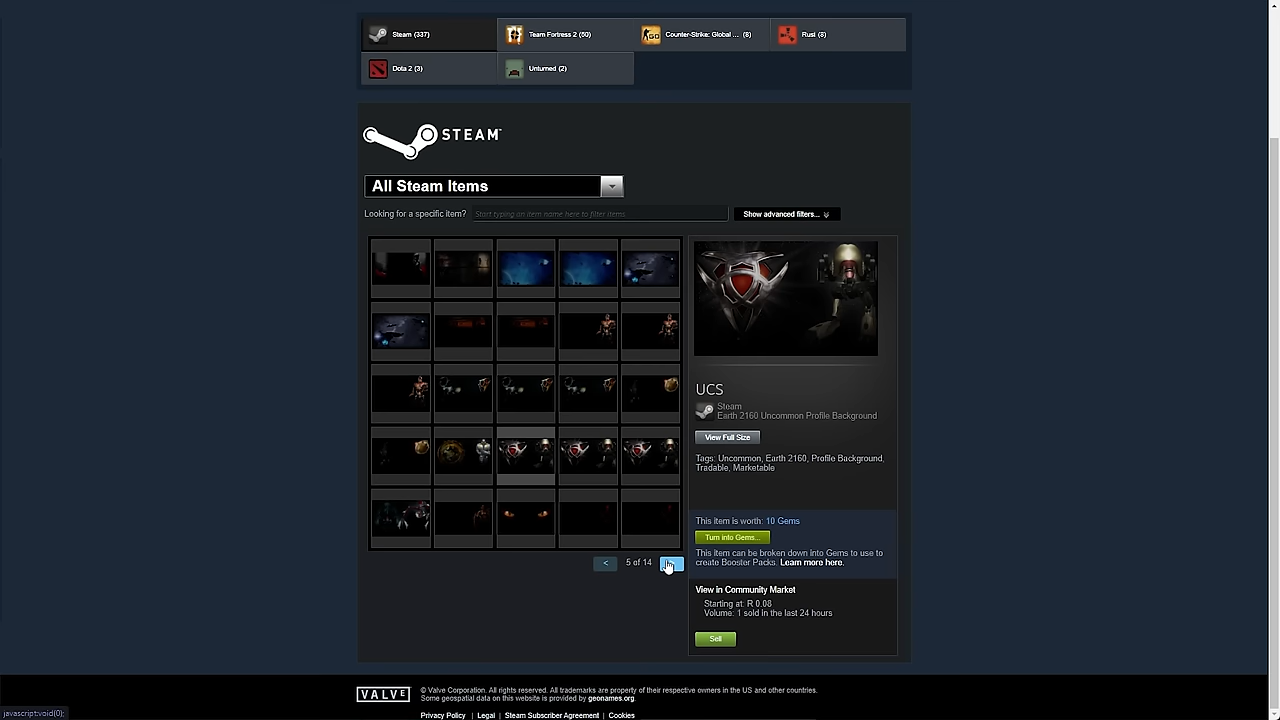 Steam (337)
Team Fortress 2 (50)
Counter-Strike: Global ... (8)
Rust (8)
Dota 2 (3)
Unturned (2)
STEAM™
All Steam Items
Looking for a specific item?
Start typing an item name here to filter items
Show advanced filters...
UCS
Steam
Earth 2160 Uncommon Profile Background
View Full Size
Tags: Uncommon, Earth 2160, Profile Background,
Tradable, Marketable
This item is worth: 10 Gems
Turn into Gems...
This item can be broken down into Gems to use to
create Booster Packs. Learn more here.
< 5 of 14
View in Community Market
Starting at: R 0.08
Volume: 1 sold in the last 24 hours
Sell
VALVE
© Valve Corporation. All rights reserved. All trademarks are property of their respective owners in the US and other countries.
Some geospatial data on this website is provided by geonames.org.
Privacy Policy | Legal | Steam Subscriber Agreement | Cookies
javascript:void(0);